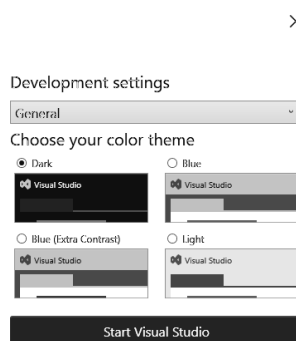 Development settings
General
Choose your color theme
Dark
Blue
Visual Studio
Visual Studio
Blue (Extra Contrast)
Light
Visual Studio
Visual Studio
Start Visual Studio